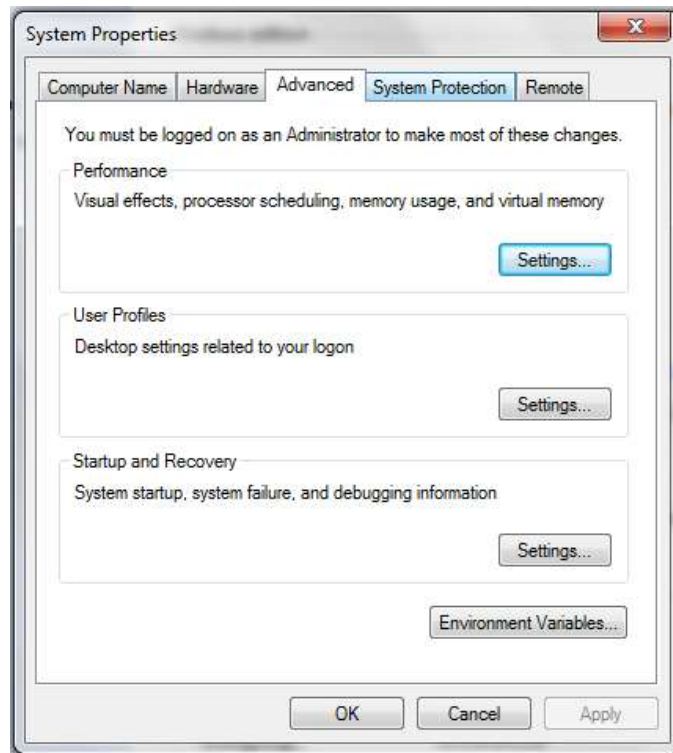 System Properties
Computer Name Hardware Advanced System Protection Remote
You must be logged on as an Administrator to make most of these changes.
Performance
Visual effects, processor scheduling, memory usage, and virtual memory
Settings...
User Profiles
Desktop settings related to your logon
Settings...
Startup and Recovery
System startup, system failure, and debugging information
Settings...
Environment Variables...
OK Cancel Apply